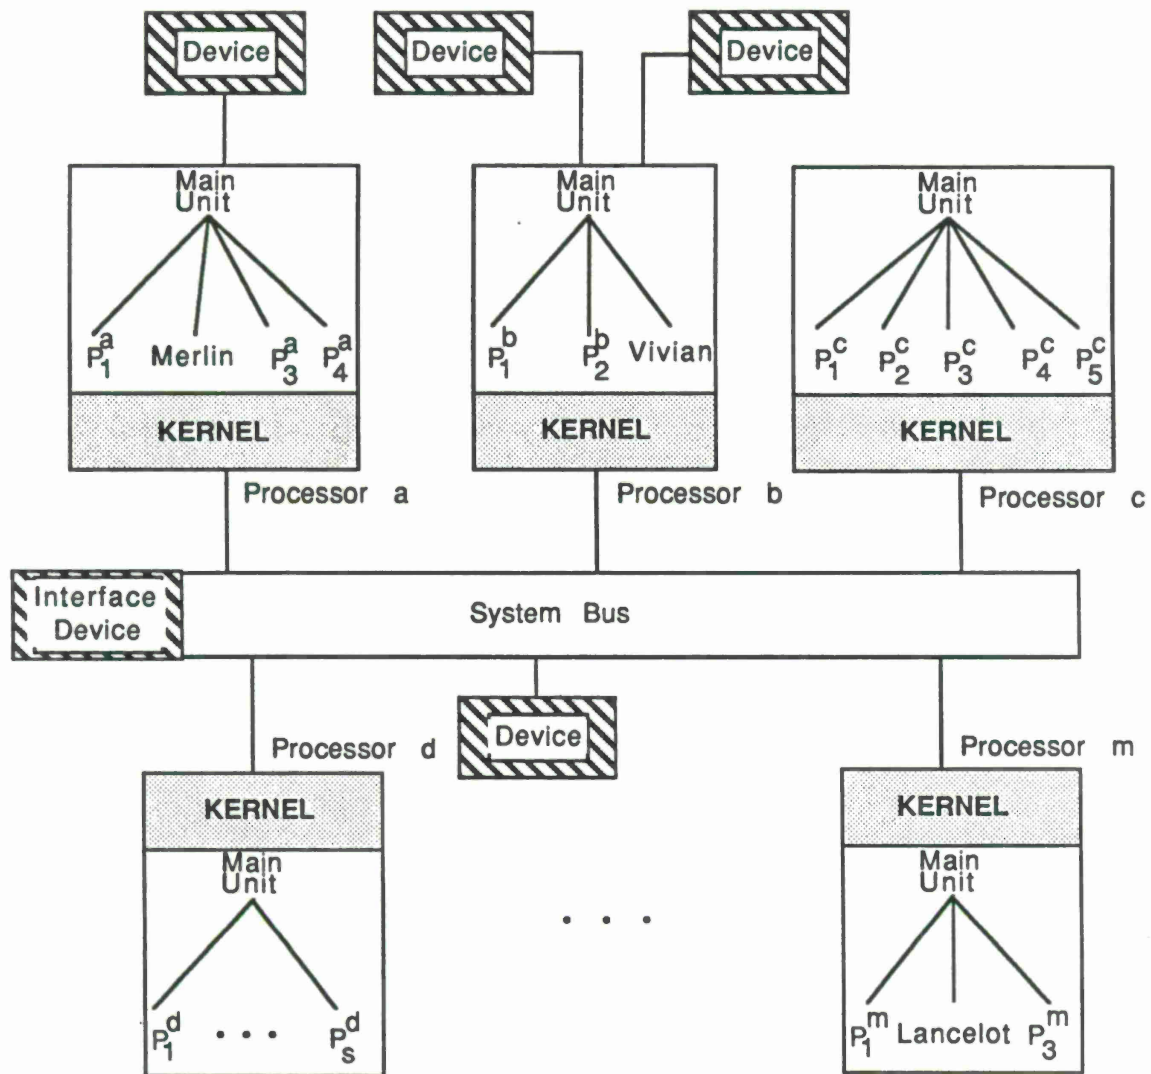 Device Device Device
Main Unit
Main Unit
Main Unit
P₁ᵃ Merlin P₃ᵃ P₄ᵃ
P₁ᵇ P₂ᵇ Vivian
P₁ᶜ P₂ᶜ P₃ᶜ P₄ᶜ P₅ᶜ
KERNEL KERNEL KERNEL
Processor a Processor b Processor c
Interface
Device
System Bus
Device
Processor d
Processor m
KERNEL KERNEL
Main Unit
Main Unit
. . .
P₁ᵈ . . . Pₛᵈ
P₁ᵐ Lancelot P₃ᵐ